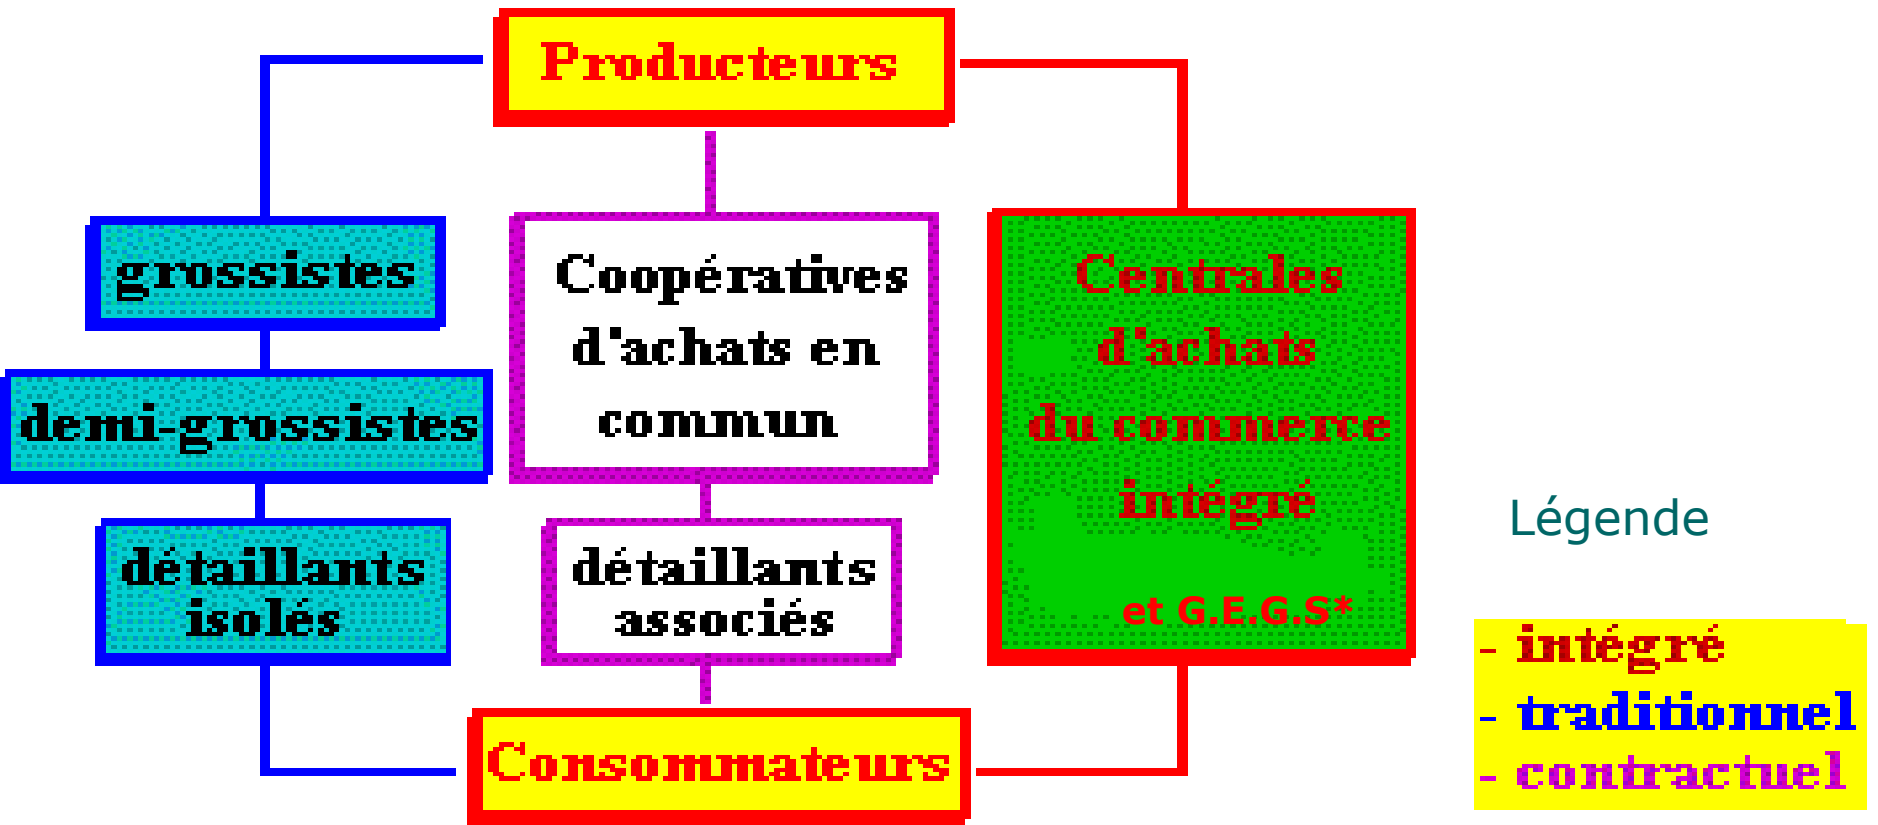 Producteurs
grossistes
demi-grossistes
détaillants
isolés
Coopératives
d'achats en
commun
détaillants
associés
Centrales
d'achats
du commerce
intégré
et G.E.G.S*
Consommateurs
Légende
- intégré
- traditionnel
- contractuel